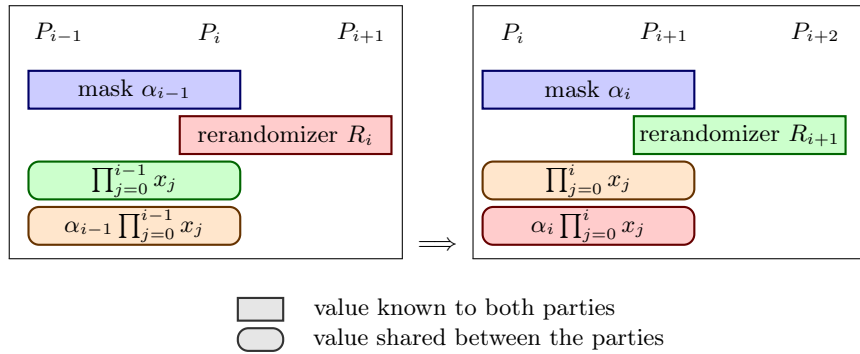 P_{i−1} P_i P_{i+1}
mask α_{i−1}
rerandomizer R_i
∏_{j=0}^{i−1} x_j
α_{i−1} ∏_{j=0}^{i−1} x_j
⟹
P_i P_{i+1} P_{i+2}
mask α_i
rerandomizer R_{i+1}
∏_{j=0}^{i} x_j
α_i ∏_{j=0}^{i} x_j
value known to both parties
value shared between the parties